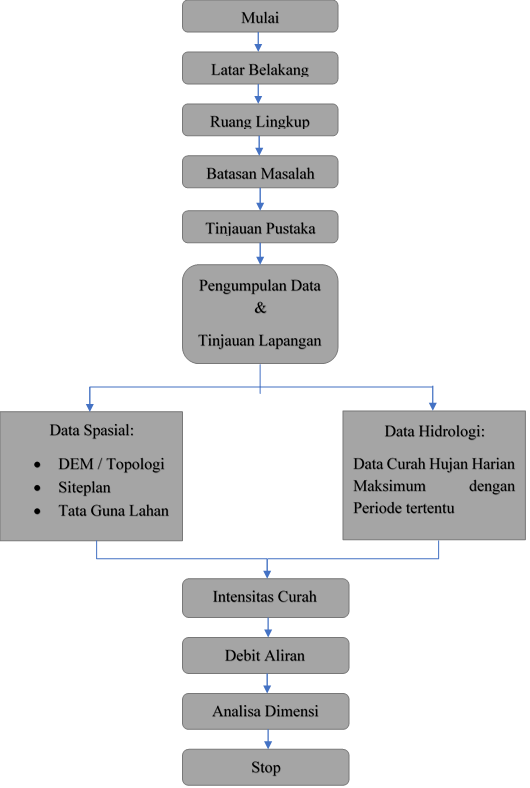 Mulai
Latar Belakang
Ruang Lingkup
Batasan Masalah
Tinjauan Pustaka
Pengumpulan Data
&
Tinjauan Lapangan
Data Spasial:
• DEM / Topologi
• Siteplan
• Tata Guna Lahan
Data Hidrologi:
Data Curah Hujan Harian
Maksimum dengan
Periode tertentu
Intensitas Curah
Debit Aliran
Analisa Dimensi
Stop